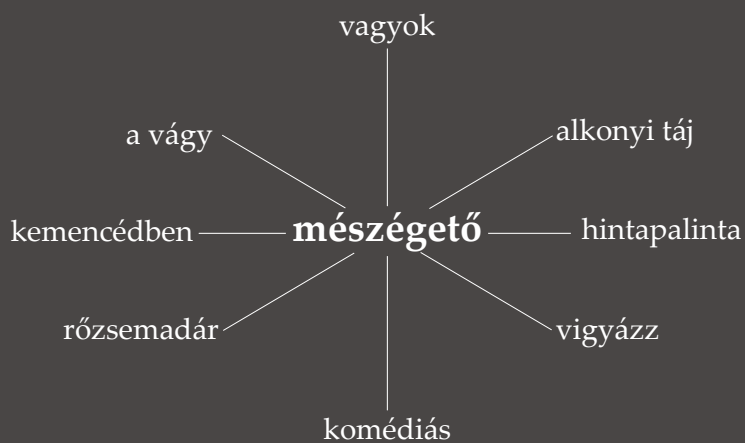 vagyok
a vágy
alkonyi táj
kemencédben
mészégető
hintapalinta
rőzsemadár
vigyázz
komédiás